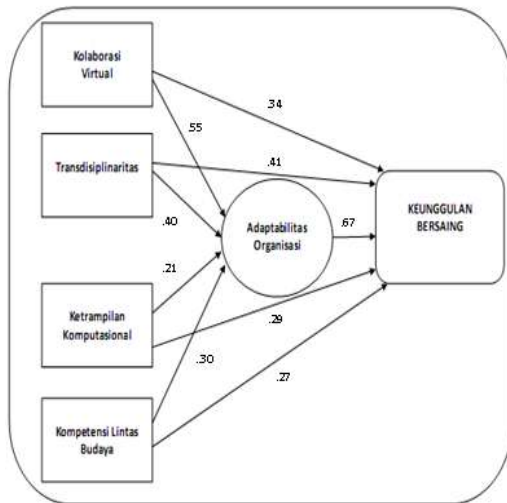 Kolaborasi
Virtual
.34
.55
Transdisiplinaritas
.41
KEUNGGULAN
BERSAING
.40
Adaptabilitas
Organisasi
.67
.21
Ketrampilan
Komputasional
.29
.30
.27
Kompetensi Lintas
Budaya